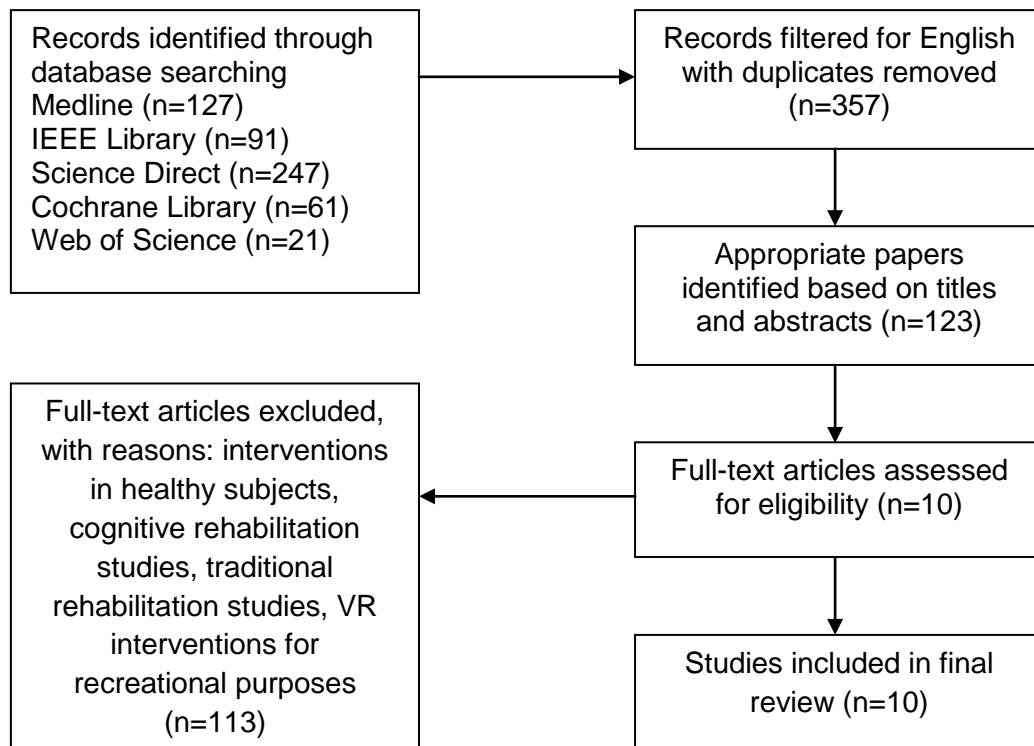 Records identified through
database searching
Medline (n=127)
IEEE Library (n=91)
Science Direct (n=247)
Cochrane Library (n=61)
Web of Science (n=21)
Records filtered for English
with duplicates removed
(n=357)
Appropriate papers
identified based on titles
and abstracts (n=123)
Full-text articles excluded,
with reasons: interventions
in healthy subjects,
cognitive rehabilitation
studies, traditional
rehabilitation studies, VR
interventions for
recreational purposes
(n=113)
Full-text articles assessed
for eligibility (n=10)
Studies included in final
review (n=10)